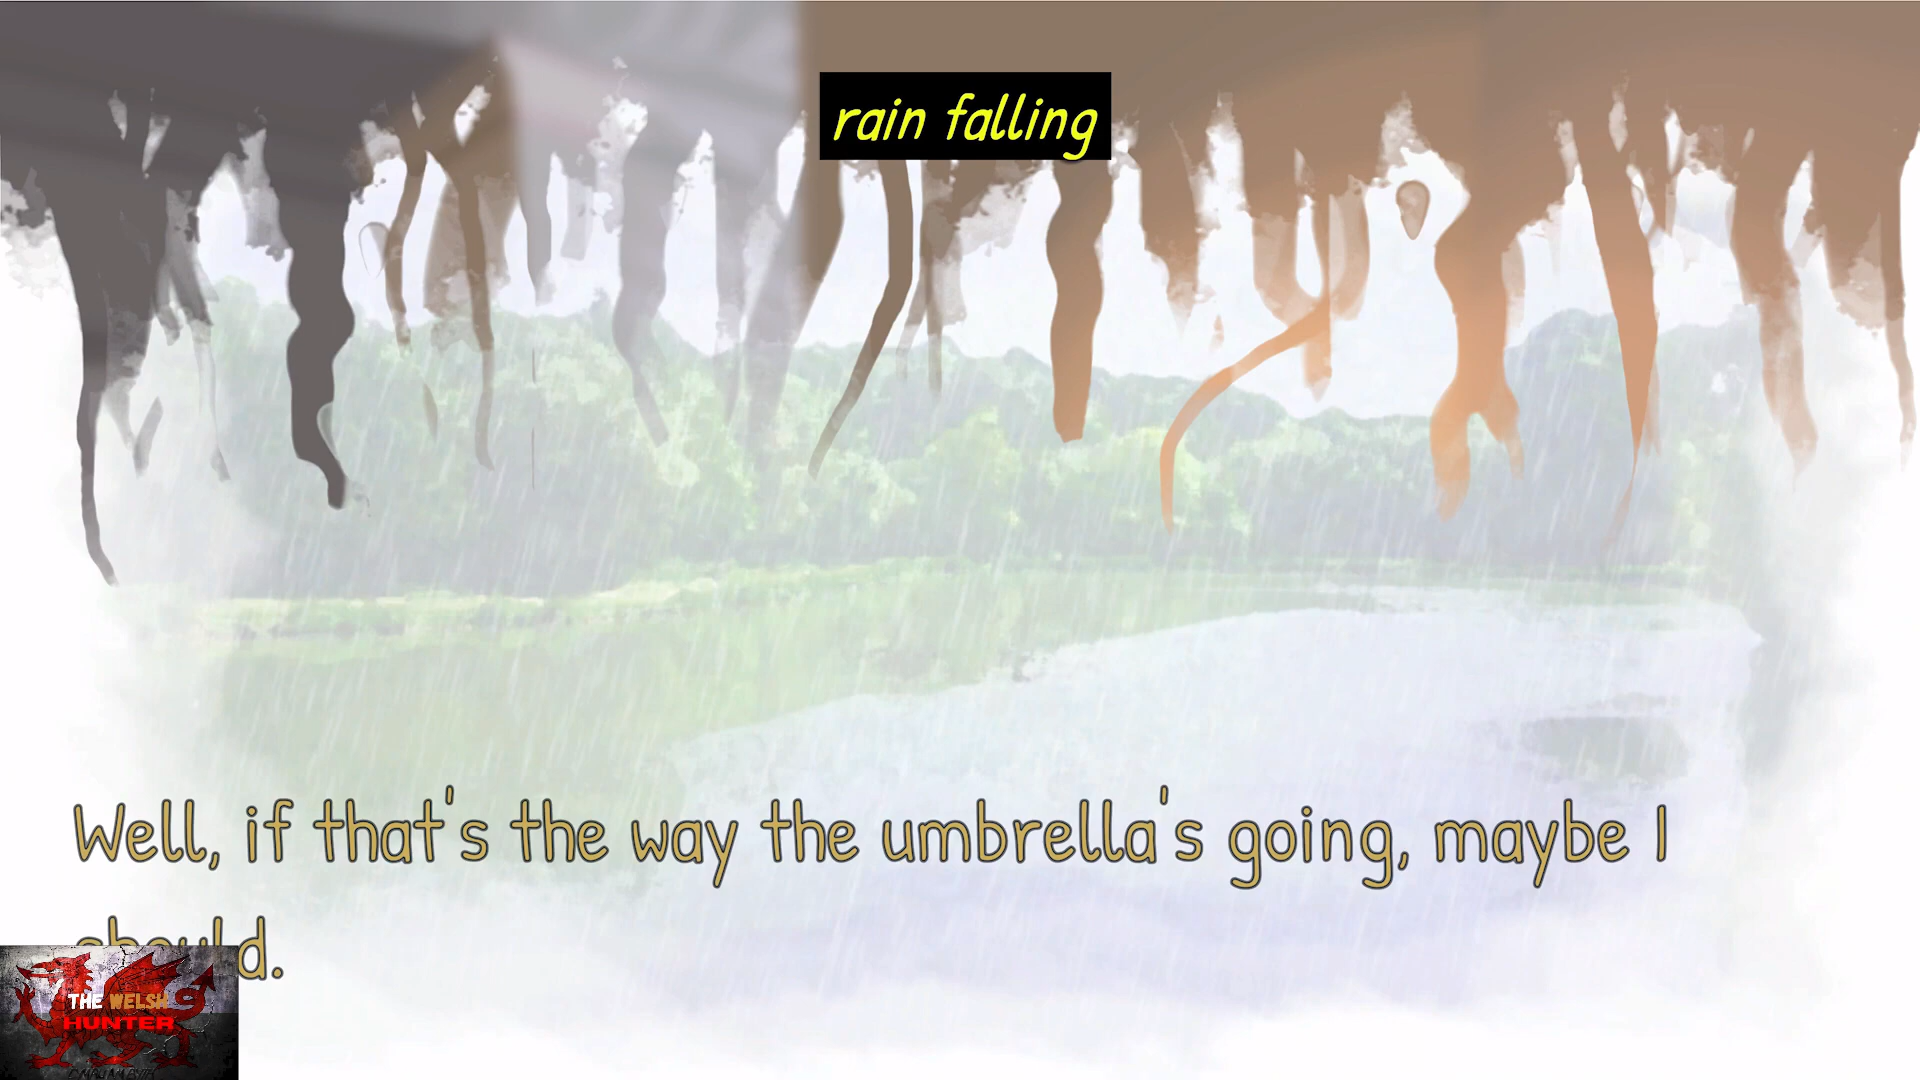 rain falling
Well, if that's the way the umbrella's going, maybe I
should.
THE WELSH
HUNTER